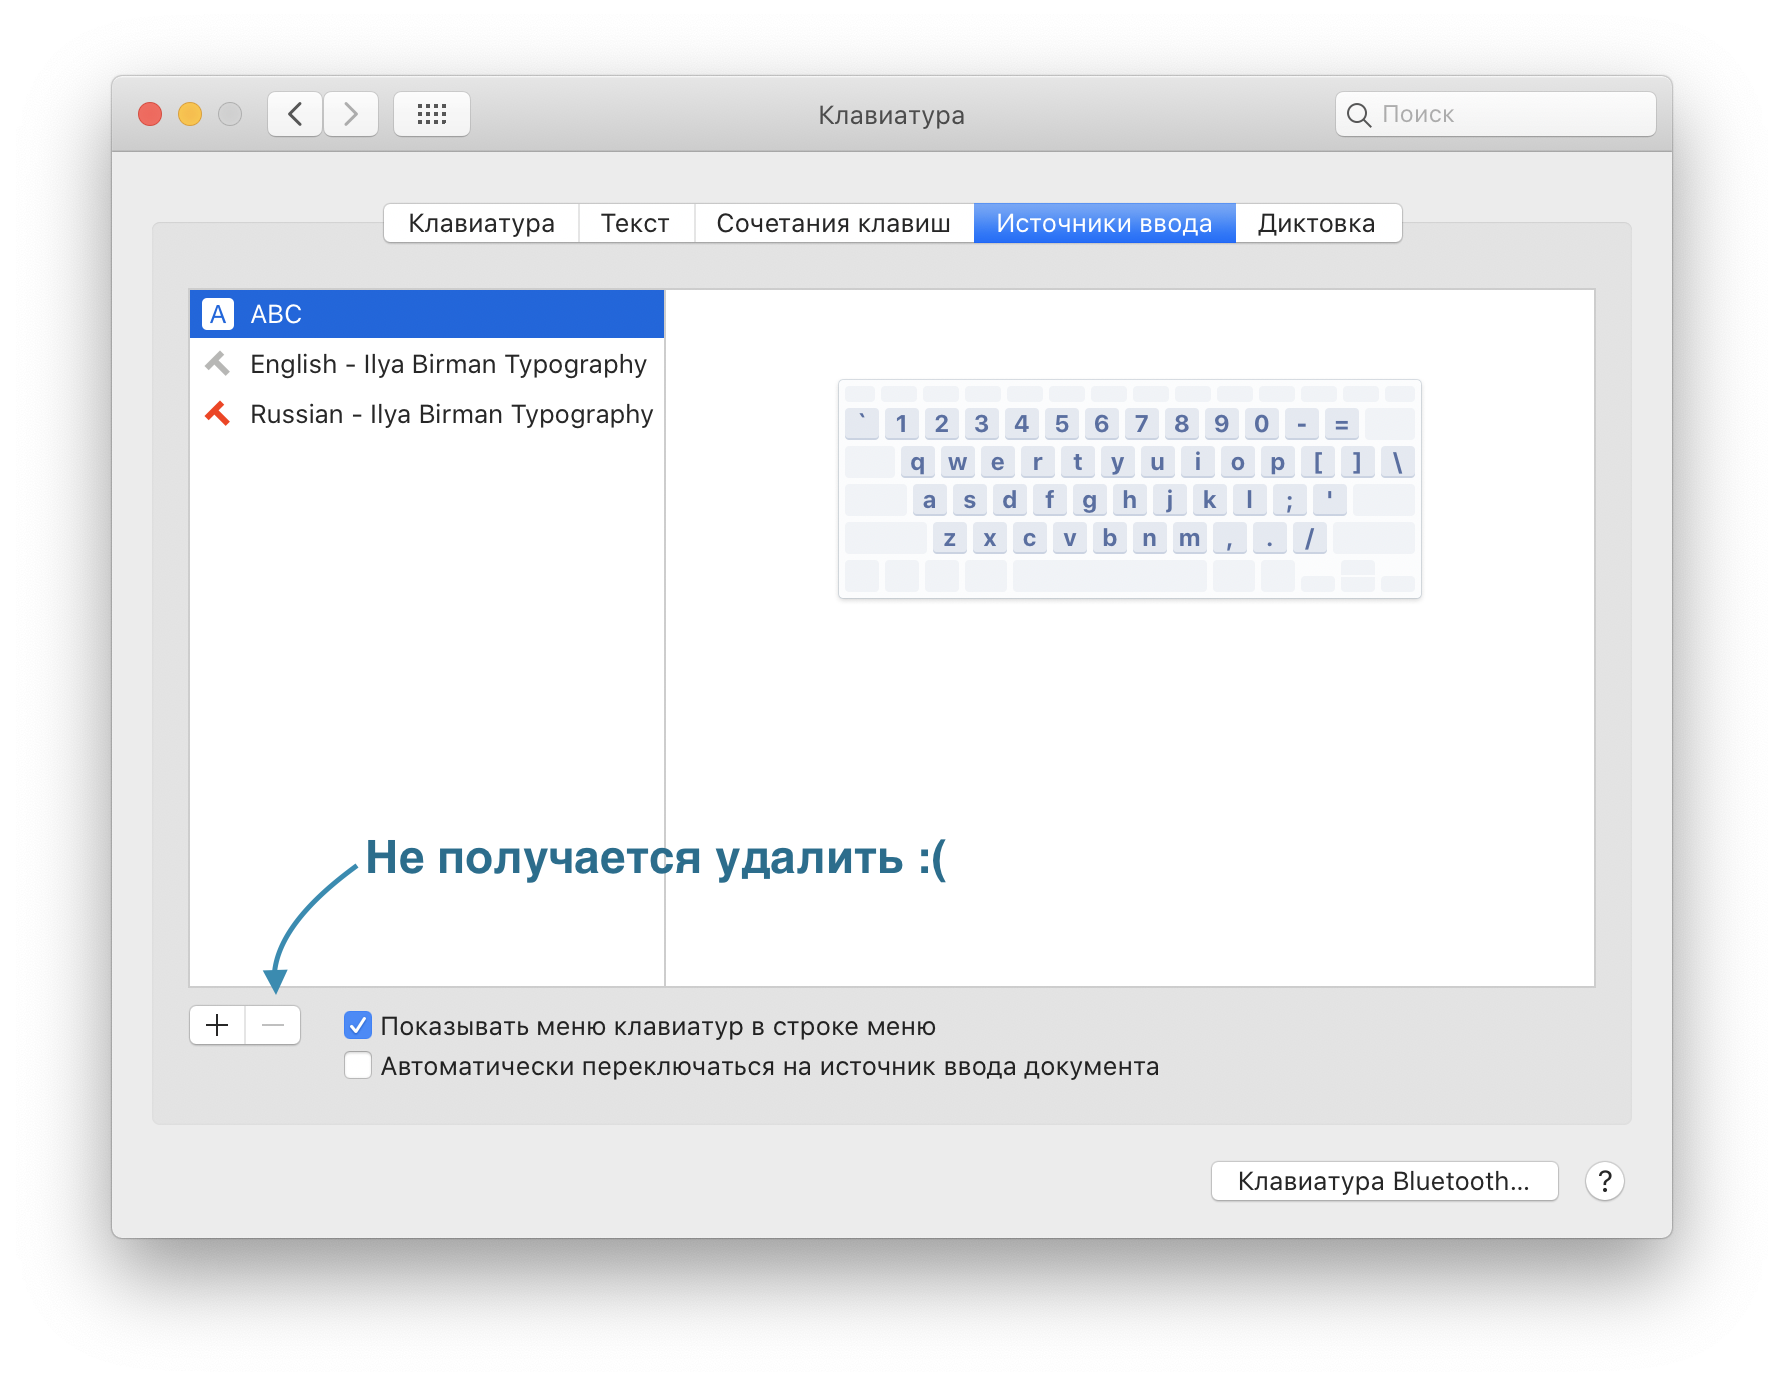 Клавиатура
Поиск
Клавиатура Текст Сочетания клавиш Источники ввода Диктовка
A ABC
English - Ilya Birman Typography
Russian - Ilya Birman Typography
` 1 2 3 4 5 6 7 8 9 0 - =
q w e r t y u i o p [ ] \
a s d f g h j k l ; '
z x c v b n m , . /
Не получается удалить :(
Показывать меню клавиатур в строке меню
Автоматически переключаться на источник ввода документа
Клавиатура Bluetooth... ?